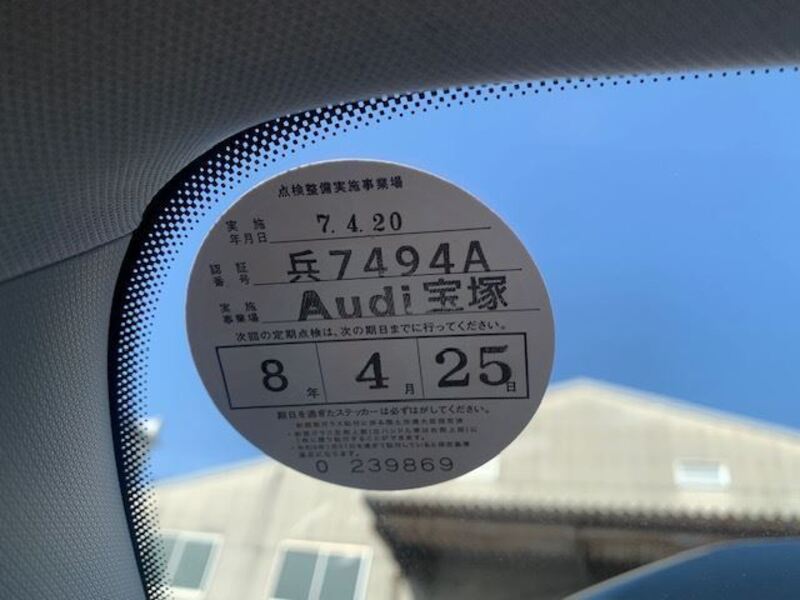 点検整備実施事業場
実施年月日 7.4.20
認証番号 兵7494A
実施事業場 Audi宝塚
次回の定期点検は、次の期日までに行ってください。
8年 4月 25日
期日を過ぎたステッカーは必ずはがしてください。
0 239869